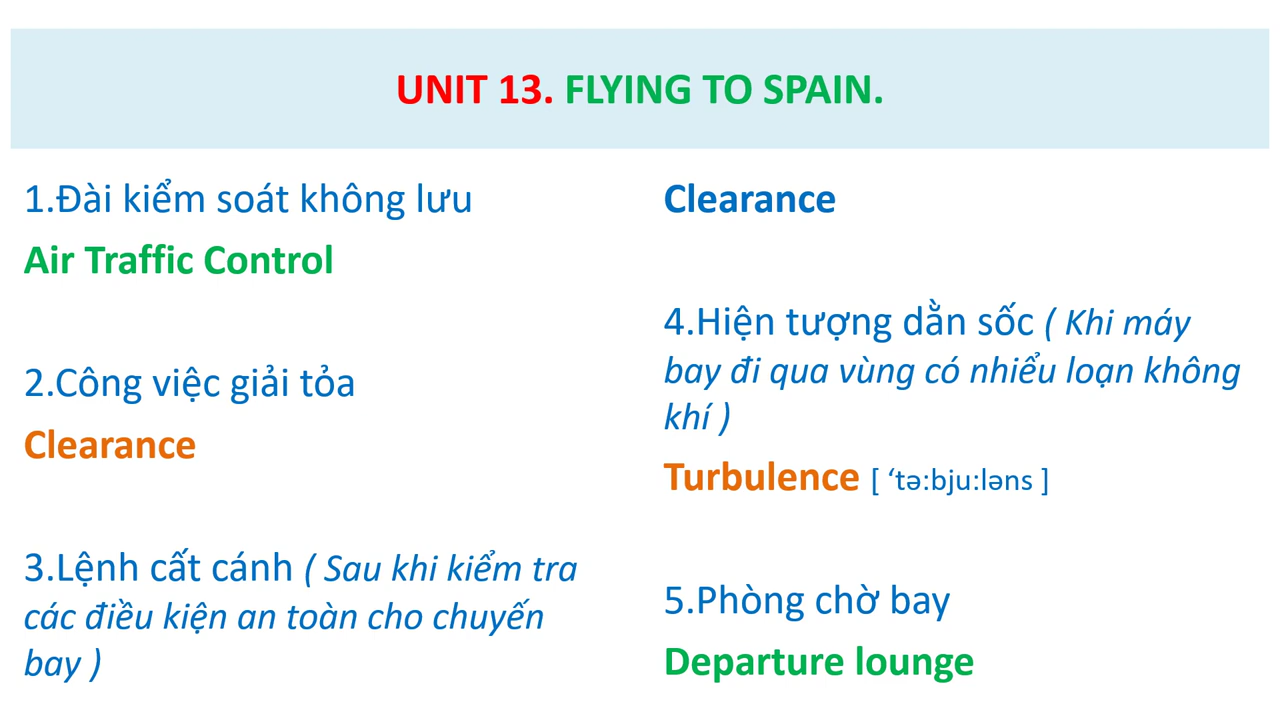 UNIT 13. FLYING TO SPAIN.
1.Đài kiểm soát không lưu
Air Traffic Control
2.Công việc giải tỏa
Clearance
3.Lệnh cất cánh ( Sau khi kiểm tra
các điều kiện an toàn cho chuyến
bay )
Clearance
4.Hiện tượng dằn sốc ( Khi máy
bay đi qua vùng có nhiểu loạn không
khí )
Turbulence [ ‘tə:bju:ləns ]
5.Phòng chờ bay
Departure lounge